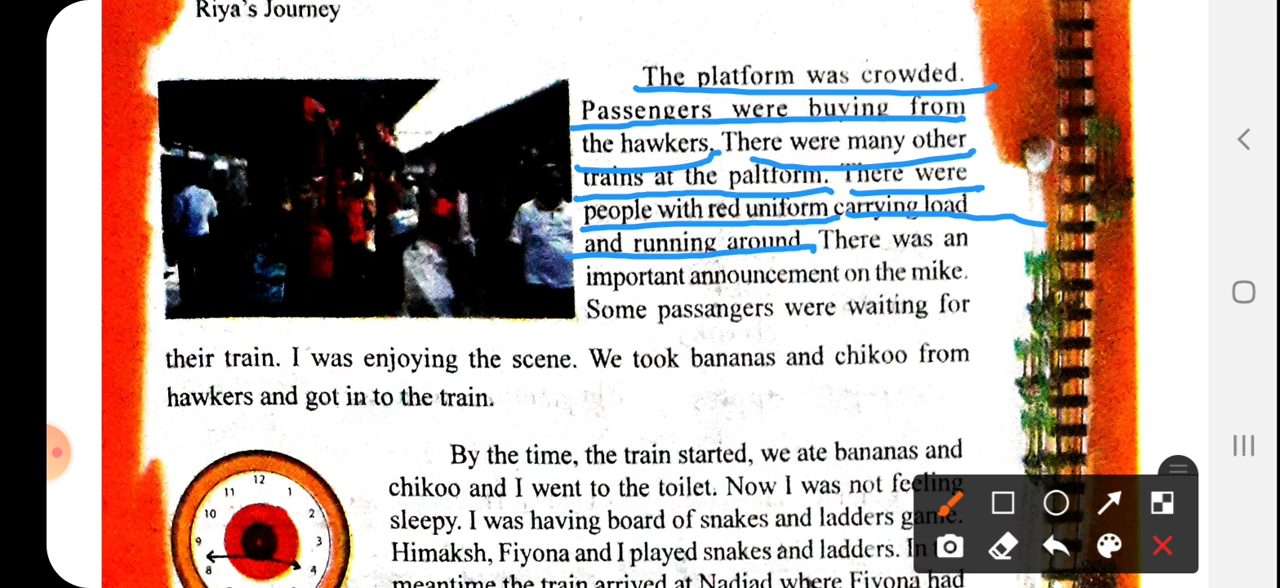 Riya's Journey
The platform was crowded.
Passengers were buying from
the hawkers. There were many other
trains at the paltform. There were
people with red uniform carrying load
and running around. There was an
important announcement on the mike.
Some passangers were waiting for
their train. I was enjoying the scene. We took bananas and chikoo from
hawkers and got in to the train.
By the time, the train started, we ate bananas and
chikoo and I went to the toilet. Now I was not feeling
sleepy. I was having board of snakes and ladders game.
Himaksh, Fiyona and I played snakes and ladders. In
meantime the train arrived at Nadiad where Fiyona had
12
11 1
10 2
9 3
8 4